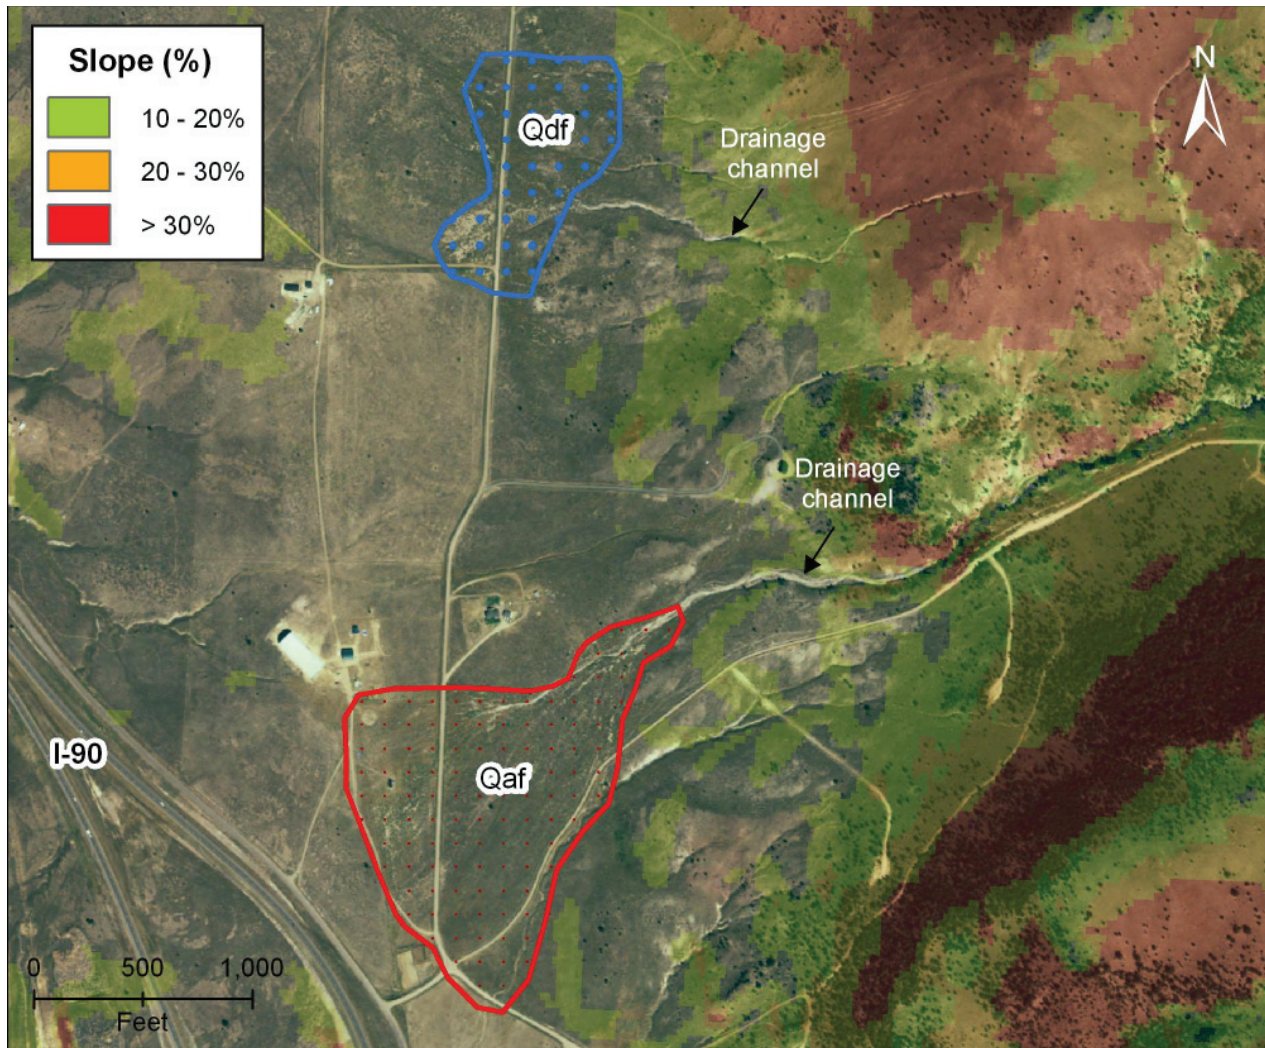 Slope (%)
10 - 20%
20 - 30%
> 30%
N
Qdf
Drainage
channel
Drainage
channel
I-90
Qaf
0 500 1,000
Feet